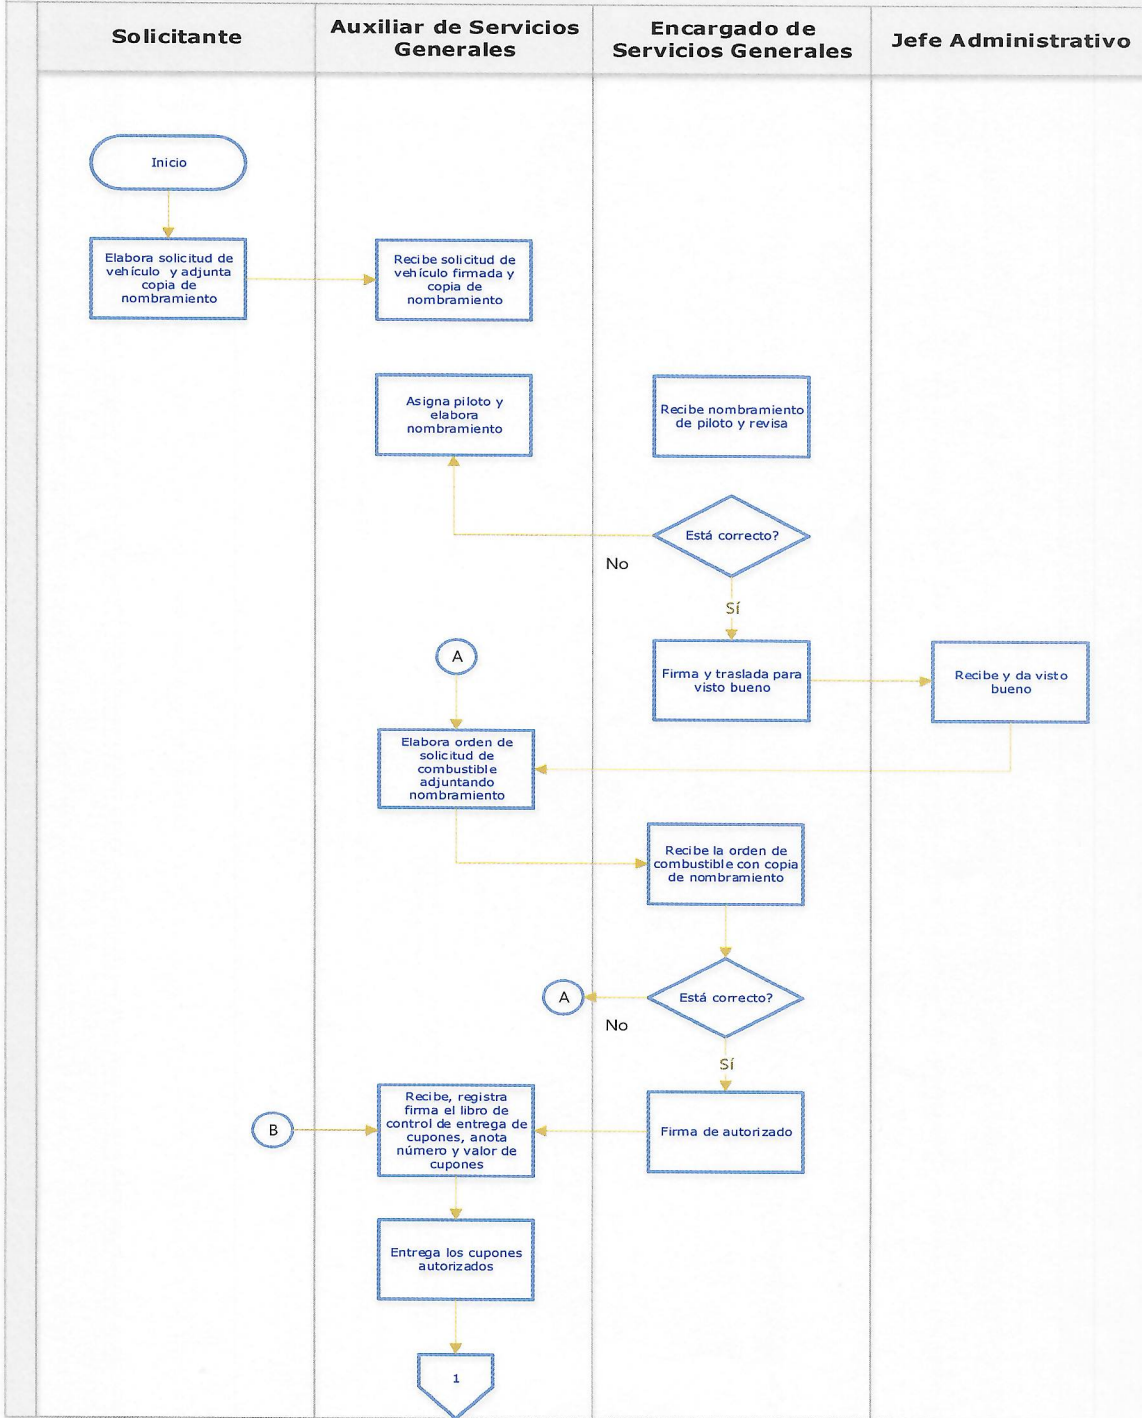 Solicitante
Auxiliar de Servicios
Generales
Encargado de
Servicios Generales
Jefe Administrativo
Inicio
Elabora solicitud de
vehículo y adjunta
copia de
nombramiento
Recibe solicitud de
vehículo firmada y
copia de
nombramiento
Asigna piloto y
elabora
nombramiento
Recibe nombramiento
de piloto y revisa
Está correcto?
No
Sí
A
Firma y traslada para
visto bueno
Recibe y da visto
bueno
Elabora orden de
solicitud de
combustible
adjuntando
nombramiento
Recibe la orden de
combustible con copia
de nombramiento
A
Está correcto?
No
Sí
B
Recibe, registra
firma el libro de
control de entrega de
cupones, anota
número y valor de
cupones
Firma de autorizado
Entrega los cupones
autorizados
1